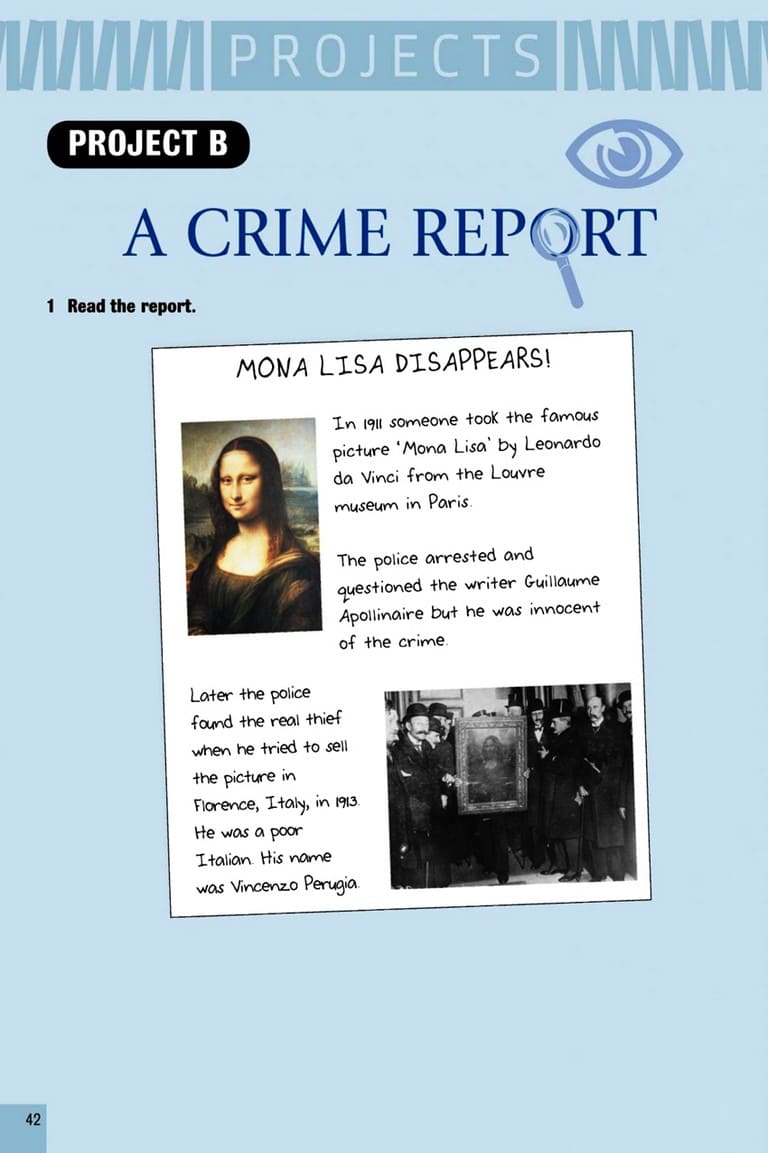 PROJECTS
PROJECT B
A CRIME REPORT
1 Read the report.
MONA LISA DISAPPEARS!
In 1911 someone took the famous
picture ‘Mona Lisa’ by Leonardo
da Vinci from the Louvre
museum in Paris.
The police arrested and
questioned the writer Guillaume
Apollinaire but he was innocent
of the crime.
Later the police
found the real thief
when he tried to sell
the picture in
Florence, Italy, in 1913.
He was a poor
Italian. His name
was Vincenzo Perugia.
42